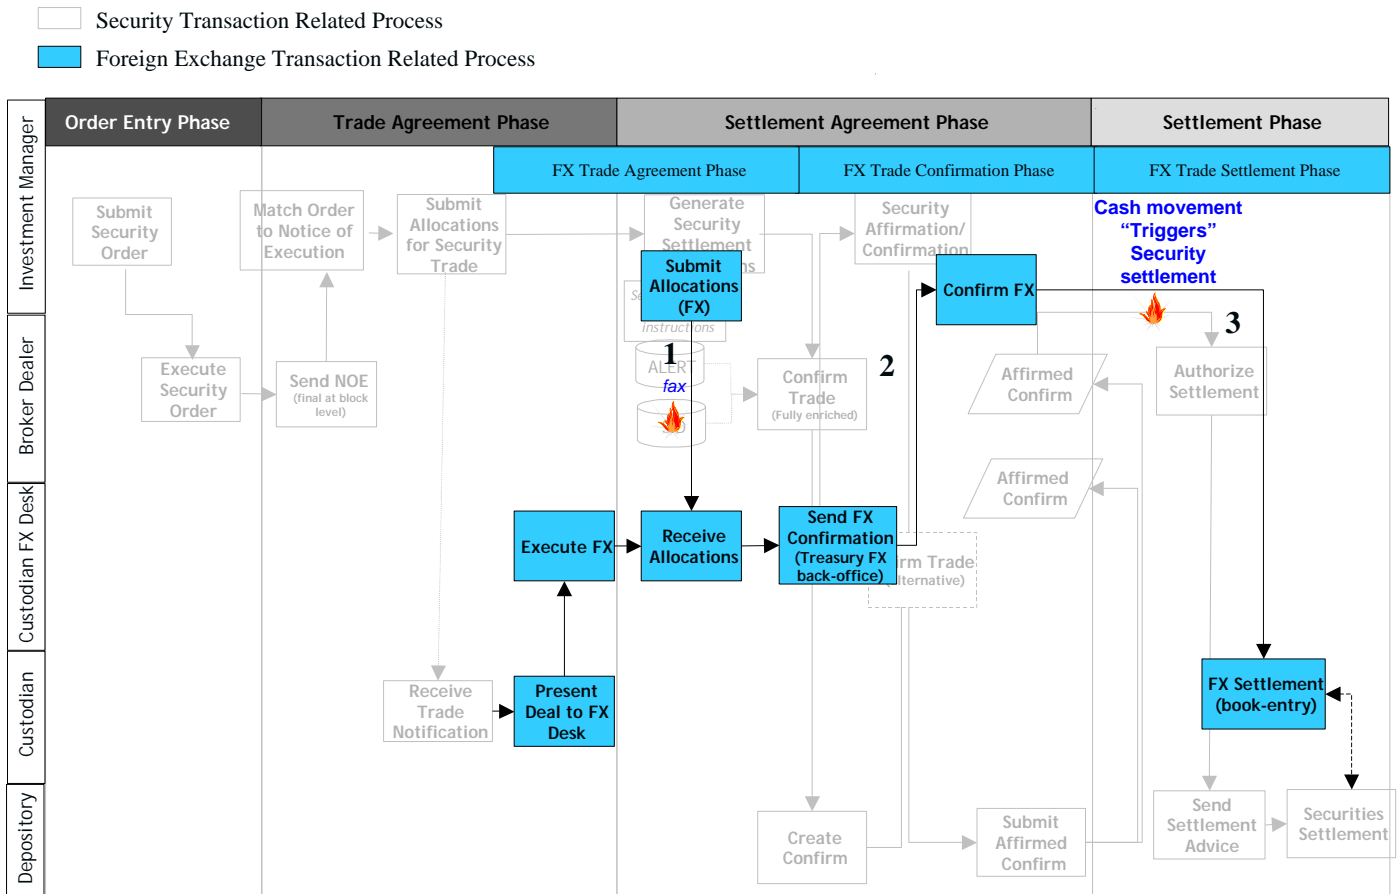 Security Transaction Related Process
Foreign Exchange Transaction Related Process
Investment Manager
Broker Dealer
Custodian FX Desk
Custodian
Depository
Order Entry Phase
Trade Agreement Phase
Settlement Agreement Phase
Settlement Phase
FX Trade Agreement Phase
FX Trade Confirmation Phase
FX Trade Settlement Phase
Submit
Security
Order
Match Order
to Notice of
Execution
Submit
Allocations
for Security
Trade
Generate
Security
Settlement
Submit
Allocations
(FX)
Instructions
Security
Affirmation/
Confirmation
Confirm FX
Cash movement
“Triggers”
Security
settlement
Execute
Security
Order
Send NOE
(final at block
level)
1
ALERT
fax
Confirm
Trade
(Fully enriched)
2
Affirmed
Confirm
3
Authorize
Settlement
Affirmed
Confirm
Execute FX
Receive
Allocations
Send FX
Confirmation
(Treasury FX
back-office)
Trade
Receive
Trade
Notification
Present
Deal to FX
Desk
FX Settlement
(book-entry)
Create
Confirm
Submit
Affirmed
Confirm
Send
Settlement
Advice
Securities
Settlement